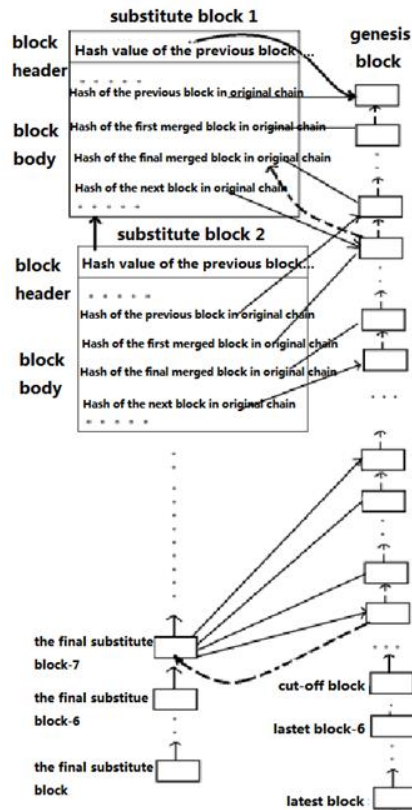 substitute block 1
genesis
block
block
header
Hash value of the previous block ...
Hash of the previous block in original chain
block
body
Hash of the first merged block in original chain
Hash of the final merged block in original chain
Hash of the next block in original chain
substitute block 2
block
header
Hash value of the previous block...
Hash of the previous block in original chain
block
body
Hash of the first merged block in original chain
Hash of the final merged block in original chain
Hash of the next block in original chain
the final substitute
block-7
the final substitue
block-6
the final substitute
block
cut-off block
lastet block-6
latest block